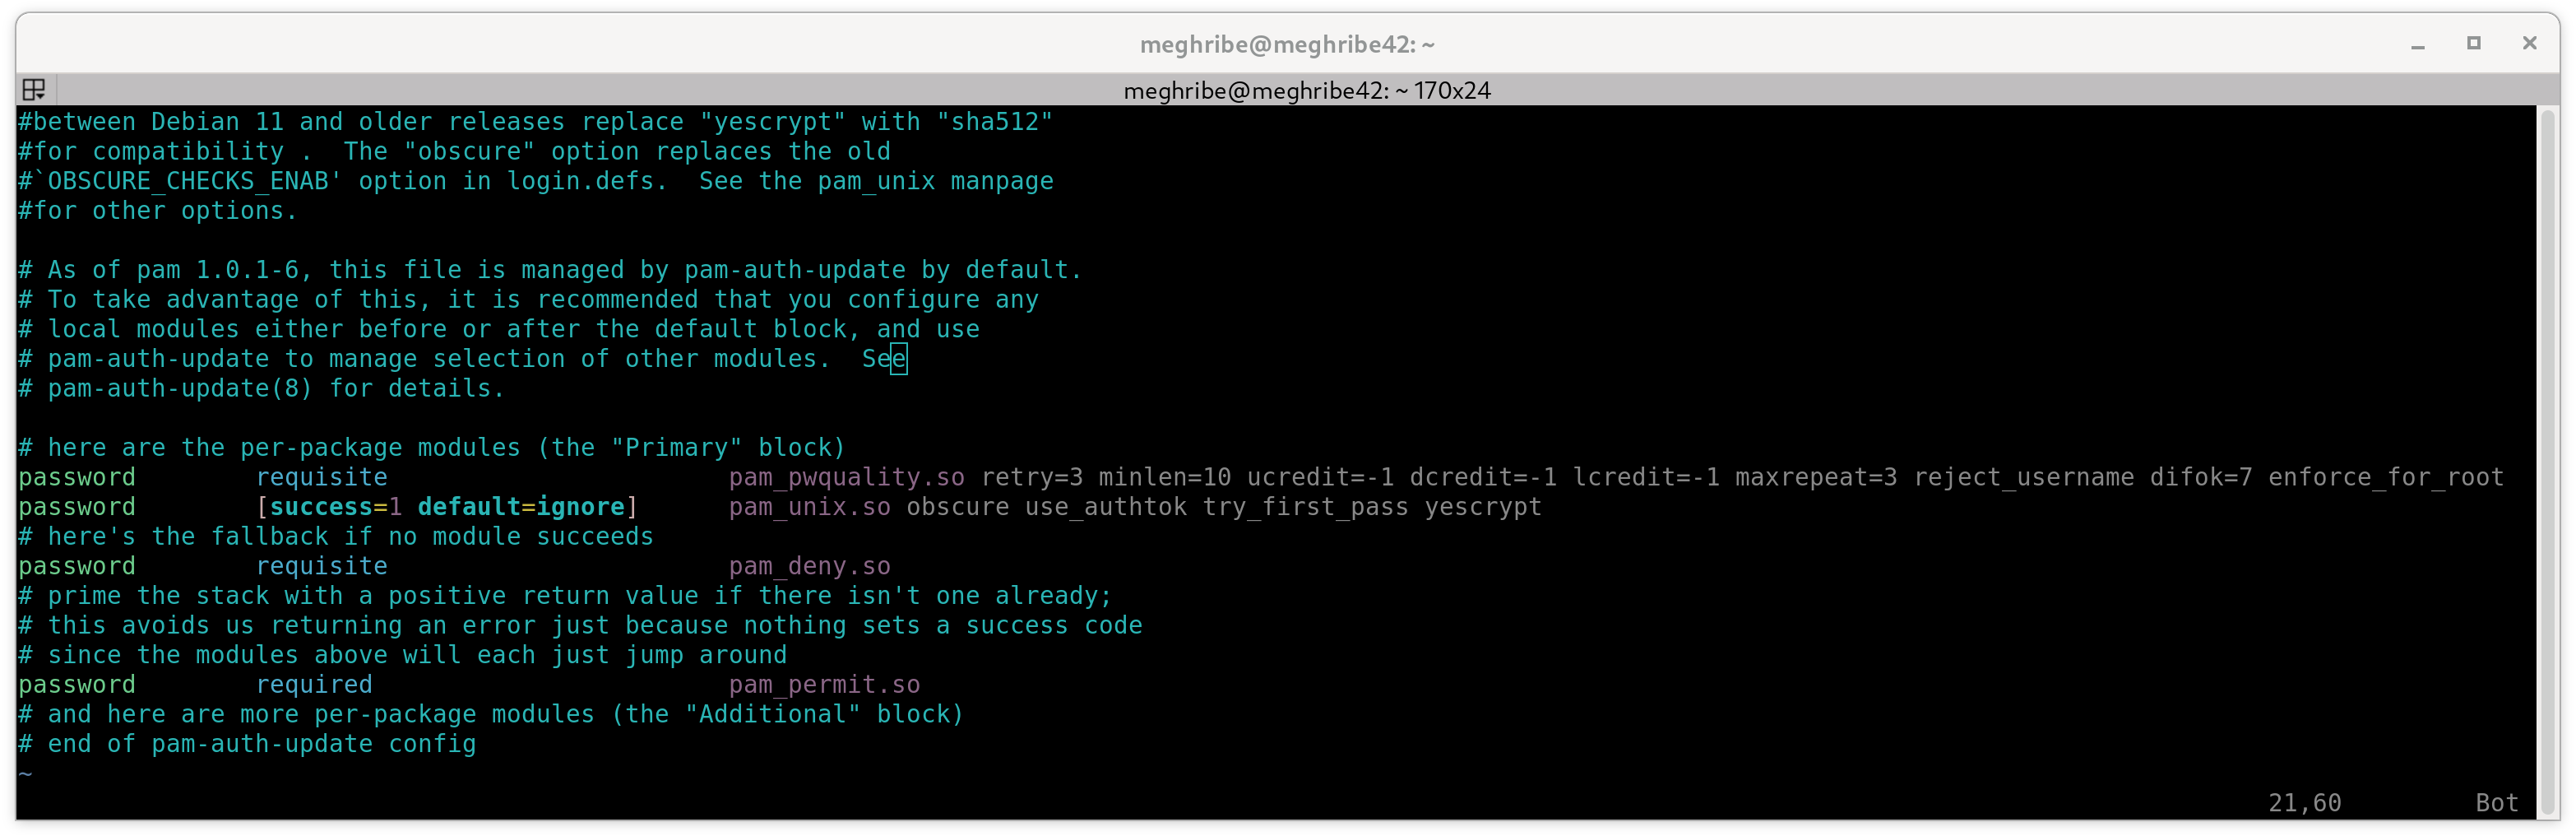 meghribe@meghribe42: ~
meghribe@meghribe42: ~ 170x24
#between Debian 11 and older releases replace "yescrypt" with "sha512"
#for compatibility .  The "obscure" option replaces the old
#`OBSCURE_CHECKS_ENAB' option in login.defs.  See the pam_unix manpage
#for other options.

# As of pam 1.0.1-6, this file is managed by pam-auth-update by default.
# To take advantage of this, it is recommended that you configure any
# local modules either before or after the default block, and use
# pam-auth-update to manage selection of other modules.  See
# pam-auth-update(8) for details.

# here are the per-package modules (the "Primary" block)
password        requisite                       pam_pwquality.so retry=3 minlen=10 ucredit=-1 dcredit=-1 lcredit=-1 maxrepeat=3 reject_username difok=7 enforce_for_root
password        [success=1 default=ignore]      pam_unix.so obscure use_authtok try_first_pass yescrypt
# here's the fallback if no module succeeds
password        requisite                       pam_deny.so
# prime the stack with a positive return value if there isn't one already;
# this avoids us returning an error just because nothing sets a success code
# since the modules above will each just jump around
password        required                        pam_permit.so
# and here are more per-package modules (the "Additional" block)
# end of pam-auth-update config
~
21,60         Bot